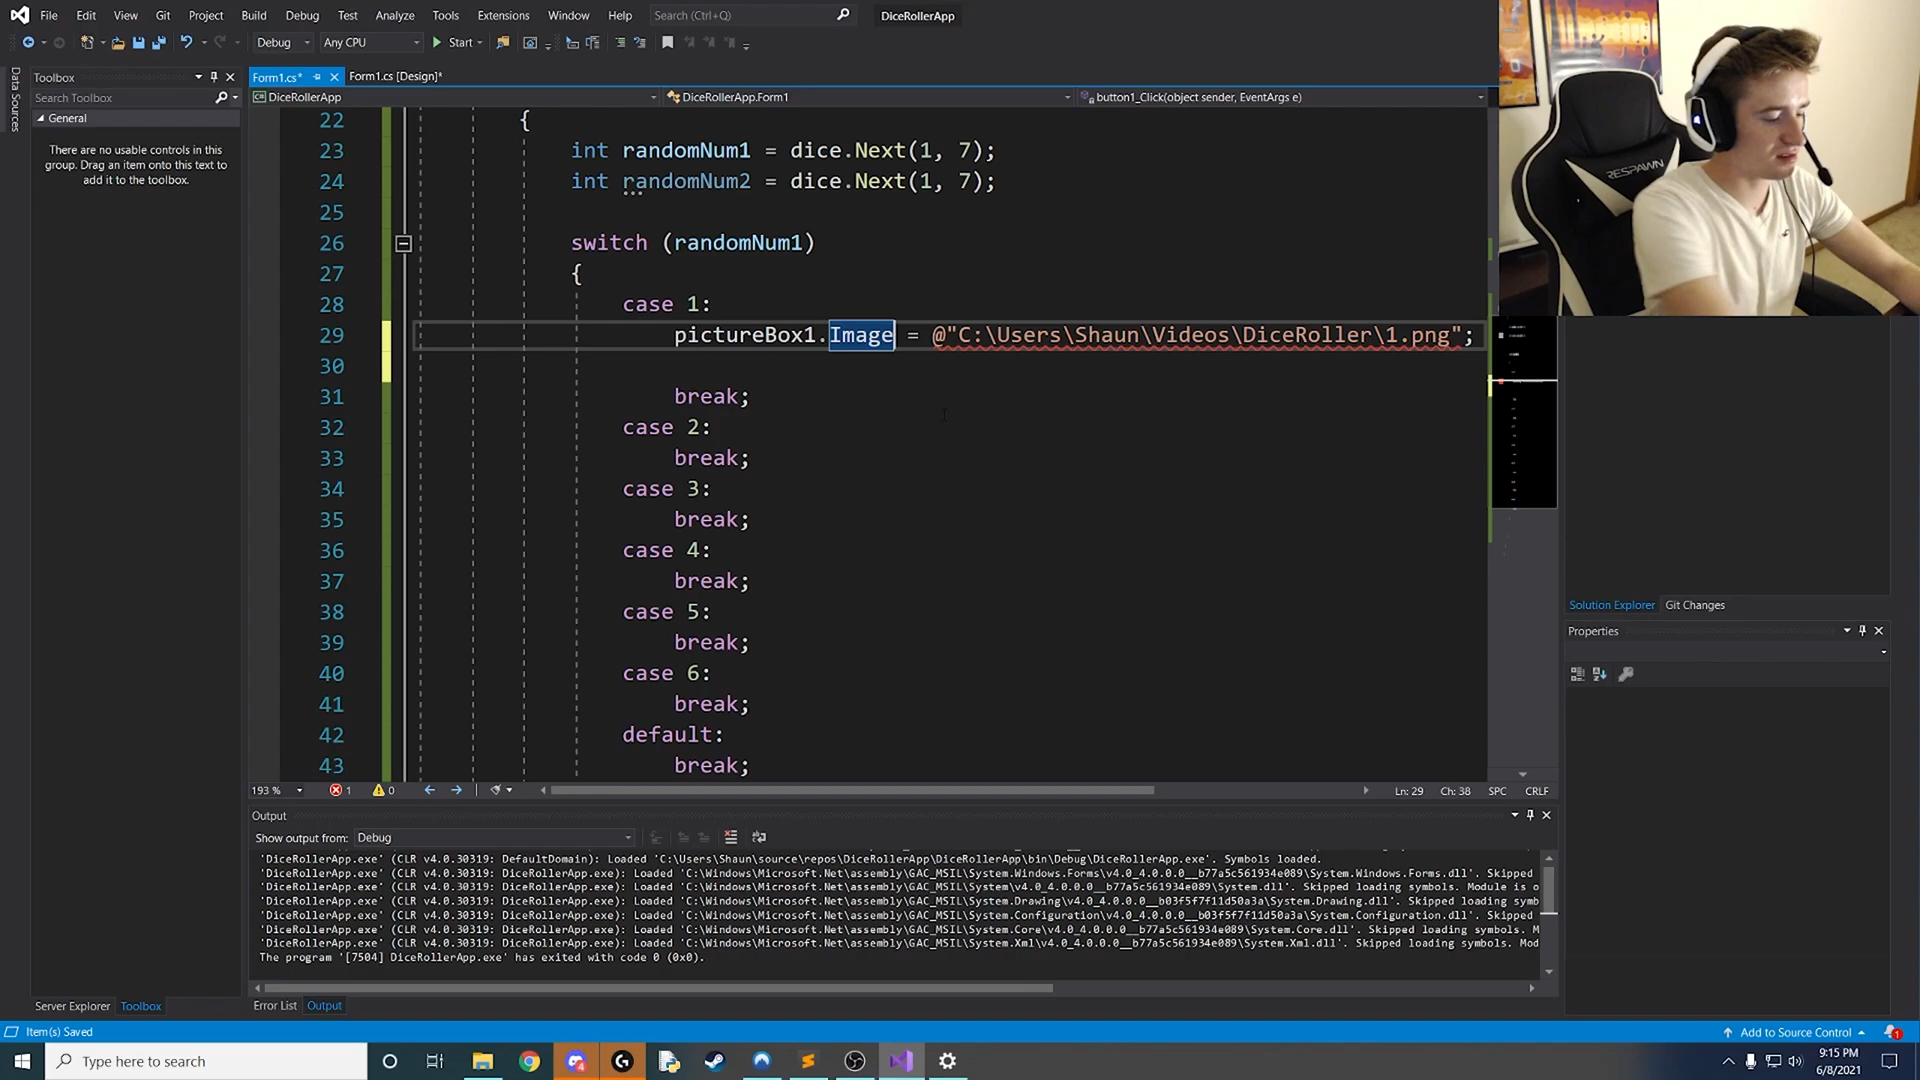 File Edit View Git Project Build Debug Test Analyze Tools Extensions Window Help Search (Ctrl+Q) DiceRollerApp
Debug Any CPU Start
Data Sources
Toolbox
Search Toolbox
General
There are no usable controls in this
group. Drag an item onto this text to
add it to the toolbox.
Form1.cs* Form1.cs [Design]*
DiceRollerApp DiceRollerApp.Form1 button1_Click(object sender, EventArgs e)
22 {
23 int randomNum1 = dice.Next(1, 7);
24 int randomNum2 = dice.Next(1, 7);
25
26 switch (randomNum1)
27 {
28 case 1:
29 pictureBox1.Image = @"C:\Users\Shaun\Videos\DiceRoller\1.png";
30
31 break;
32 case 2:
33 break;
34 case 3:
35 break;
36 case 4:
37 break;
38 case 5:
39 break;
40 case 6:
41 break;
42 default:
43 break;
193 % 1 0 Ln: 29 Ch: 38 SPC CRLF
RESPAWN
Solution Explorer Git Changes
Properties
Output
Show output from: Debug
'DiceRollerApp.exe' (CLR v4.0.30319: DefaultDomain): Loaded 'C:\Users\Shaun\source\repos\DiceRollerApp\DiceRollerApp\bin\Debug\DiceRollerApp.exe'. Symbols loaded.
'DiceRollerApp.exe' (CLR v4.0.30319: DiceRollerApp.exe): Loaded 'C:\Windows\Microsoft.Net\assembly\GAC_MSIL\System.Windows.Forms\v4.0_4.0.0.0__b77a5c561934e089\System.Windows.Forms.dll'. Skipped
'DiceRollerApp.exe' (CLR v4.0.30319: DiceRollerApp.exe): Loaded 'C:\Windows\Microsoft.Net\assembly\GAC_MSIL\System\v4.0_4.0.0.0__b77a5c561934e089\System.dll'. Skipped loading symbols. Module is o
'DiceRollerApp.exe' (CLR v4.0.30319: DiceRollerApp.exe): Loaded 'C:\Windows\Microsoft.Net\assembly\GAC_MSIL\System.Drawing\v4.0_4.0.0.0__b03f5f7f11d50a3a\System.Drawing.dll'. Skipped loading symb
'DiceRollerApp.exe' (CLR v4.0.30319: DiceRollerApp.exe): Loaded 'C:\Windows\Microsoft.Net\assembly\GAC_MSIL\System.Configuration\v4.0_4.0.0.0__b03f5f7f11d50a3a\System.Configuration.dll'. Skipped
'DiceRollerApp.exe' (CLR v4.0.30319: DiceRollerApp.exe): Loaded 'C:\Windows\Microsoft.Net\assembly\GAC_MSIL\System.Core\v4.0_4.0.0.0__b77a5c561934e089\System.Core.dll'. Skipped loading symbols. M
'DiceRollerApp.exe' (CLR v4.0.30319: DiceRollerApp.exe): Loaded 'C:\Windows\Microsoft.Net\assembly\GAC_MSIL\System.Xml\v4.0_4.0.0.0__b77a5c561934e089\System.Xml.dll'. Skipped loading symbols. Mod
The program '[7504] DiceRollerApp.exe' has exited with code 0 (0x0).
Server Explorer Toolbox Error List Output
Item(s) Saved Add to Source Control 1
Type here to search 9:15 PM
6/8/2021